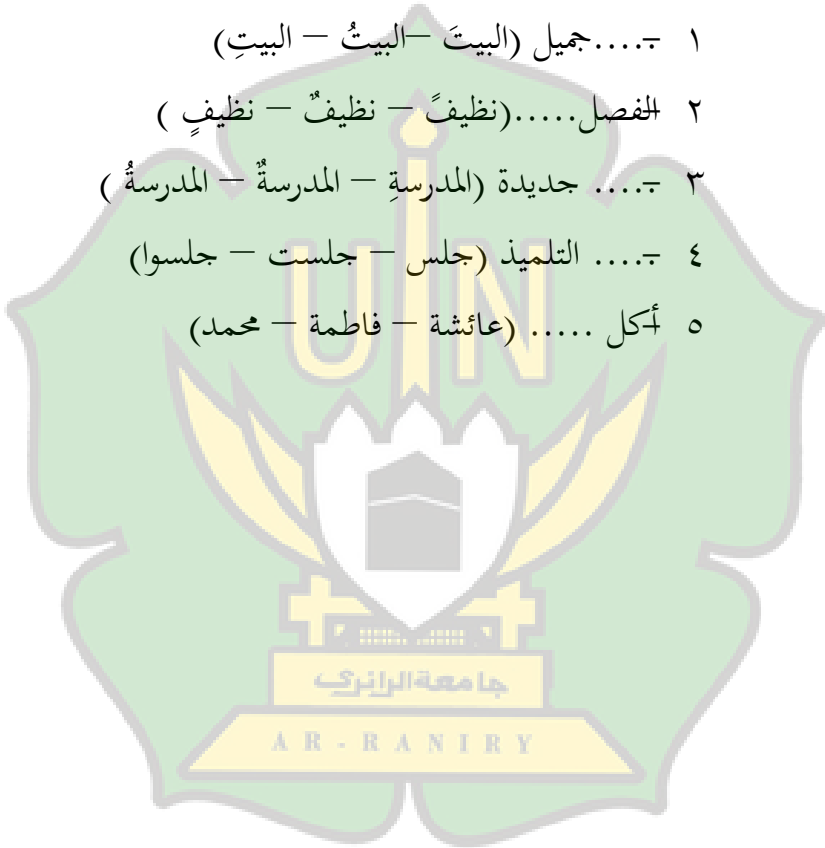 ١ -....جميل (البيتَ – البيتُ – البيتِ)
٢ -الفصل.....(نظيفً – نظيفٌ – نظيفٍ )
٣ -.... جديدة (المدرسةِ – المدرسةٌ – المدرسةُ )
٤ -.... التلميذ (جلس – جلست – جلسوا)
٥ -أكل ..... (عائشة – فاطمة – محمد)
UIN
جامعة الرانري
AR-RANIRY